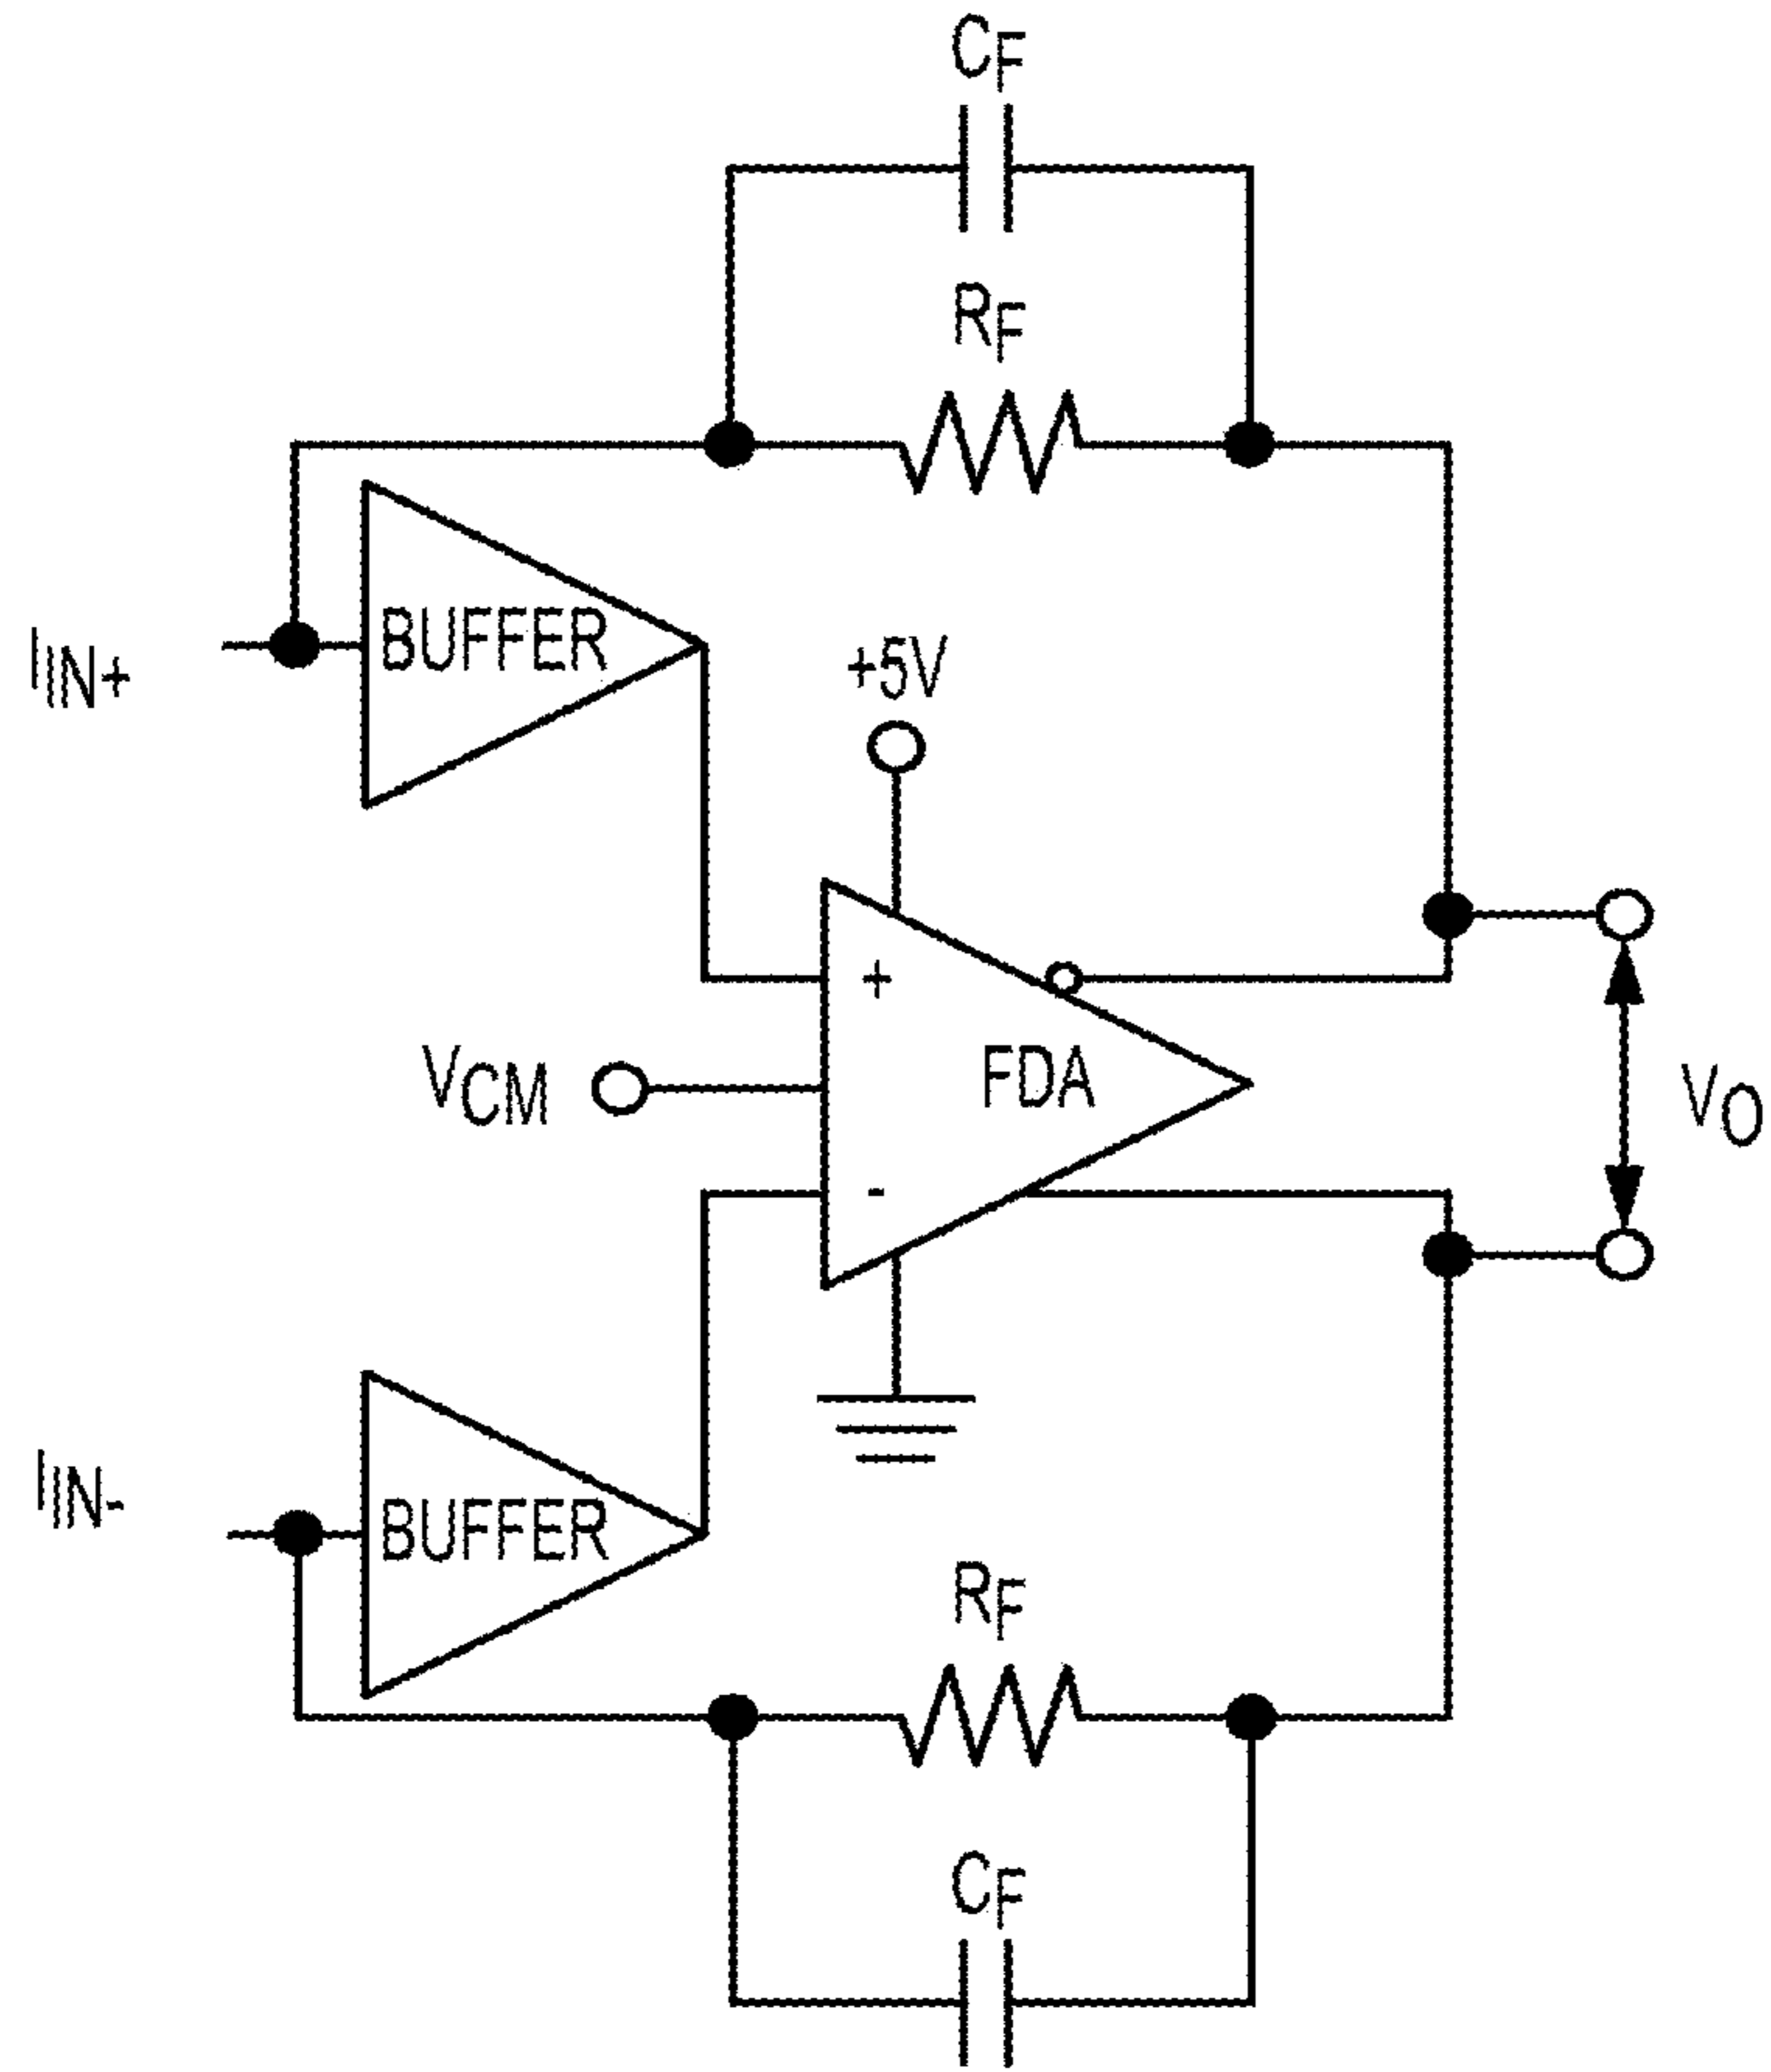 CF
RF
BUFFER
IIN+
+5V
+
VCM
FDA
VO
-
IIN-
BUFFER
RF
CF